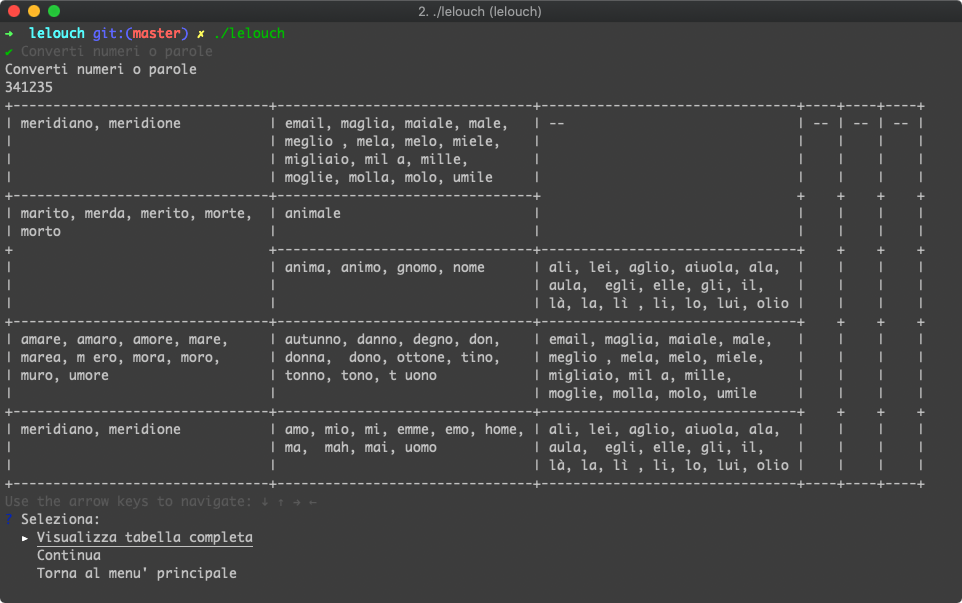 2. ./lelouch (lelouch)
➜ lelouch git:(master) ✗ ./lelouch
✔ Converti numeri o parole
Converti numeri o parole
341235
+--------------------------------+--------------------------------+--------------------------------+----+----+----+
| meridiano, meridione           | email, maglia, maiale, male,   | --                             | -- | -- | -- |
|                                | meglio , mela, melo, miele,    |                                |    |    |    |
|                                | migliaio, mil a, mille,        |                                |    |    |    |
|                                | moglie, molla, molo, umile     |                                |    |    |    |
+--------------------------------+--------------------------------+                                +    +    +    +
| marito, merda, merito, morte,  | animale                        |                                |    |    |    |
| morto                          |                                |                                |    |    |    |
+                                +--------------------------------+--------------------------------+    +    +    +
|                                | anima, animo, gnomo, nome      | ali, lei, aglio, aiuola, ala,  |    |    |    |
|                                |                                | aula,  egli, elle, gli, il,    |    |    |    |
|                                |                                | là, la, lì , li, lo, lui, olio |    |    |    |
+--------------------------------+--------------------------------+--------------------------------+    +    +    +
| amare, amaro, amore, mare,     | autunno, danno, degno, don,    | email, maglia, maiale, male,   |    |    |    |
| marea, m ero, mora, moro,      | donna,  dono, ottone, tino,    | meglio , mela, melo, miele,    |    |    |    |
| muro, umore                    | tonno, tono, t uono            | migliaio, mil a, mille,        |    |    |    |
|                                |                                | moglie, molla, molo, umile     |    |    |    |
+--------------------------------+--------------------------------+--------------------------------+    +    +    +
| meridiano, meridione           | amo, mio, mi, emme, emo, home, | ali, lei, aglio, aiuola, ala,  |    |    |    |
|                                | ma,  mah, mai, uomo            | aula,  egli, elle, gli, il,    |    |    |    |
|                                |                                | là, la, lì , li, lo, lui, olio |    |    |    |
+--------------------------------+--------------------------------+--------------------------------+----+----+----+
Use the arrow keys to navigate: ↓ ↑ → ←
? Seleziona:
▸ Visualizza tabella completa
Continua
Torna al menu' principale